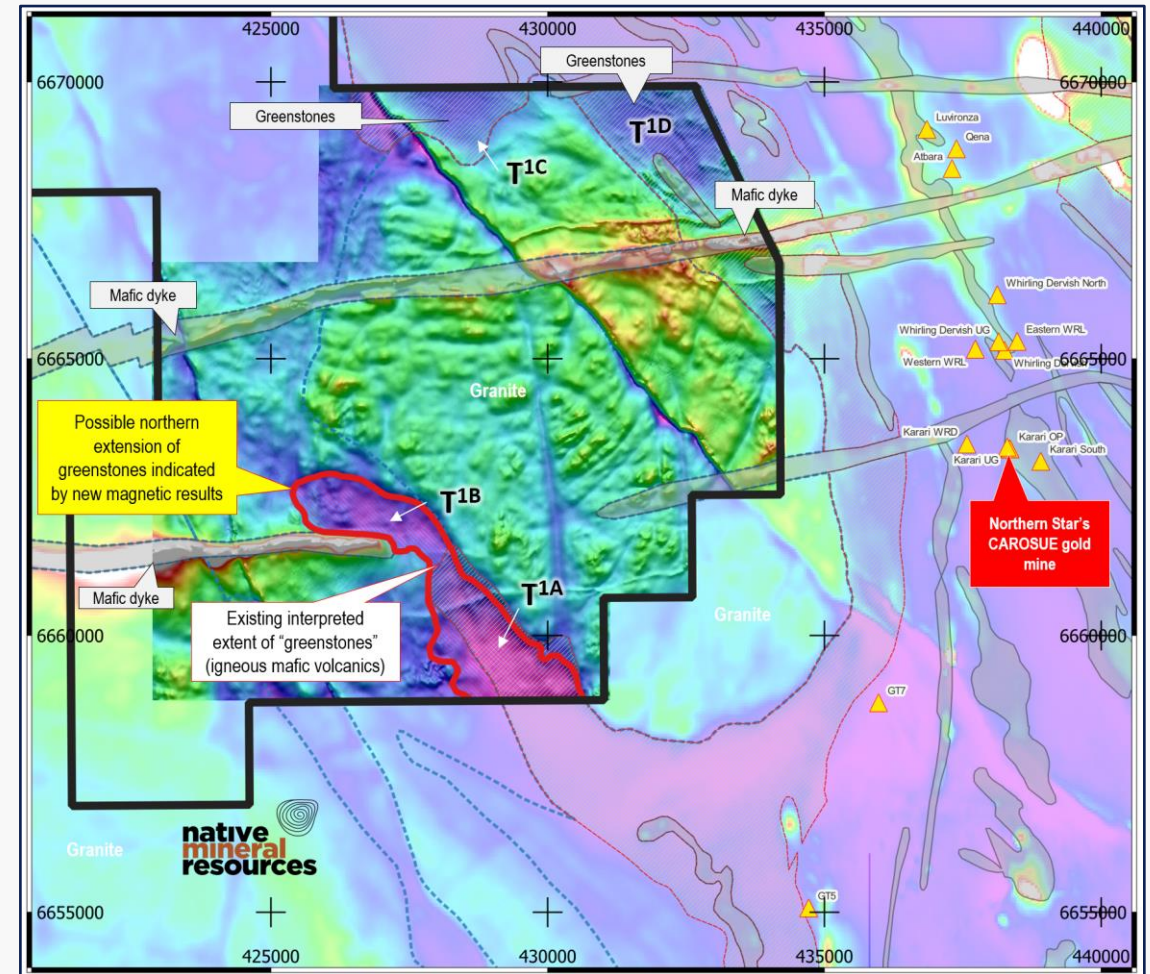 425000
430000
435000
440000
Greenstones
6670000
6670000
Greenstones
T1D
Luvironza
Qena
Atbara
T1C
Mafic dyke
Mafic dyke
Whirling Dervish North
Whirling Dervish UG
Eastern WRL
6665000
6665000
Western WRL
Whirling Dervish
Granite
Possible northern
extension of
greenstones indicated
by new magnetic results
Karari WRD
Karari OP
Karari UG
Karari South
T1B
Northern Star's
CAROSUE gold
mine
Mafic dyke
T1A
Existing interpreted
extent of “greenstones”
(igneous mafic volcanics)
Granite
6660000
6660000
GT7
native
mineral
resources
Granite
GT5
6655000
6655000
425000
430000
435000
440000